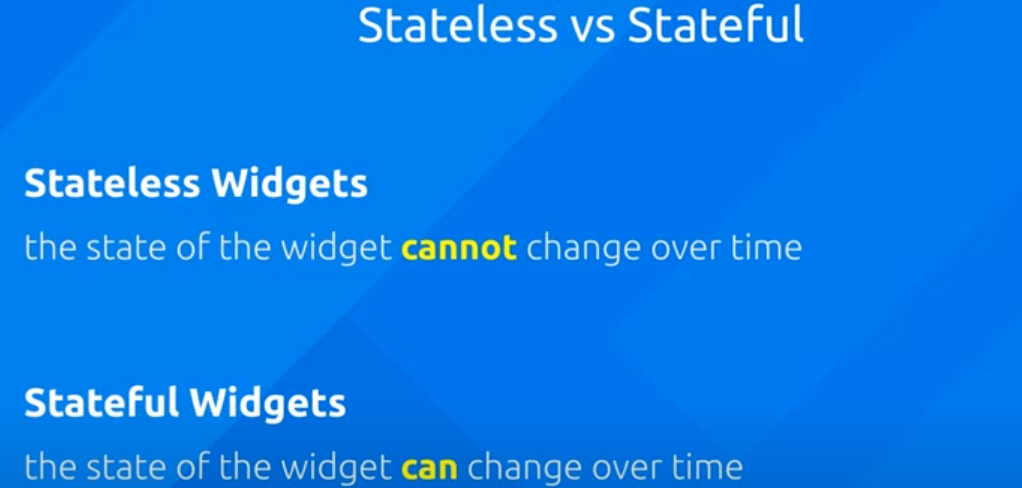 Stateless vs Stateful
Stateless Widgets
the state of the widget cannot change over time
Stateful Widgets
the state of the widget can change over time